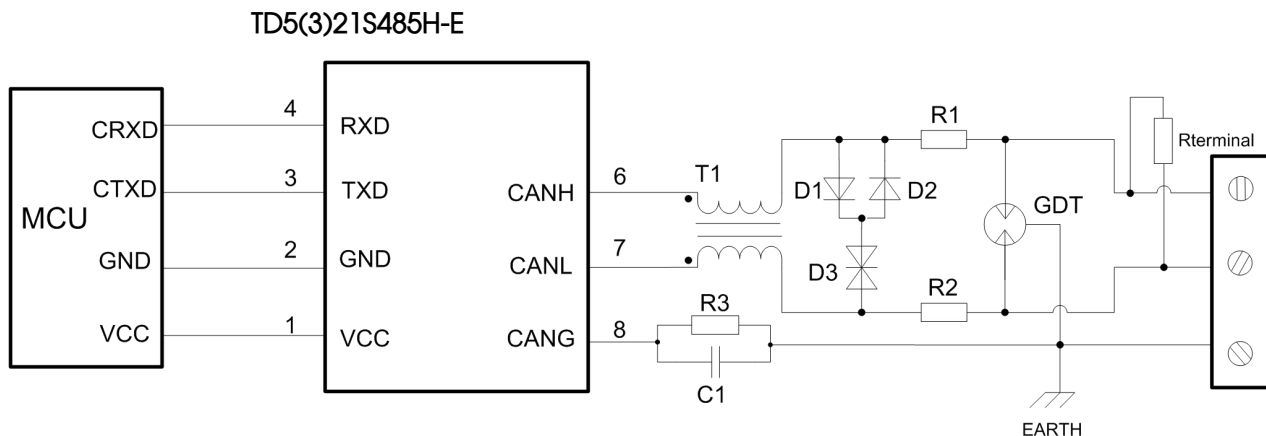 TD5(3)21S485H-E
MCU
CRXD
CTXD
GND
VCC
4
3
2
1
RXD
TXD
GND
VCC
CANH
CANL
CANG
6
7
8
T1
D1
D2
D3
R1
R2
R3
C1
GDT
Rterminal
EARTH